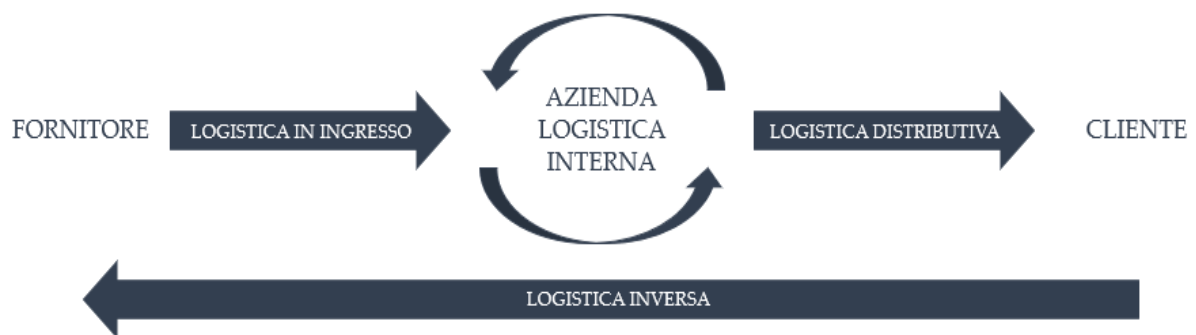 FORNITORE
LOGISTICA IN INGRESSO
AZIENDA
LOGISTICA
INTERNA
LOGISTICA DISTRIBUTIVA
CLIENTE
LOGISTICA INVERSA